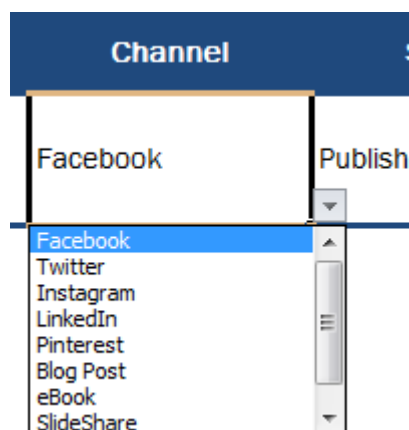 Channel
Facebook
Publish
Facebook
Twitter
Instagram
LinkedIn
Pinterest
Blog Post
eBook
SlideShare